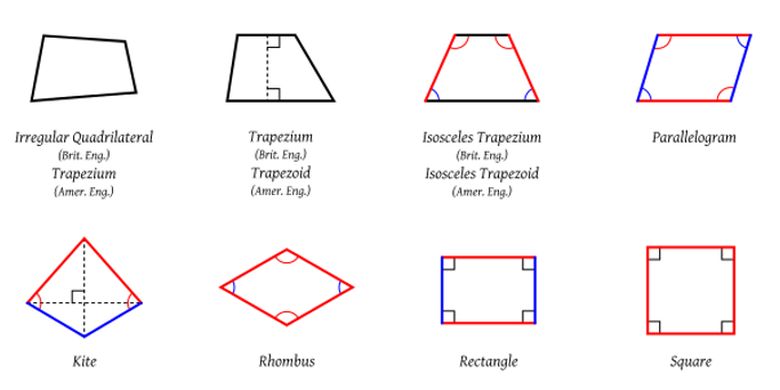 Irregular Quadrilateral
(Brit. Eng.)
Trapezium
(Amer. Eng.)
Trapezium
(Brit. Eng.)
Trapezoid
(Amer. Eng.)
Isosceles Trapezium
(Brit. Eng.)
Isosceles Trapezoid
(Amer. Eng.)
Parallelogram
Kite
Rhombus
Rectangle
Square